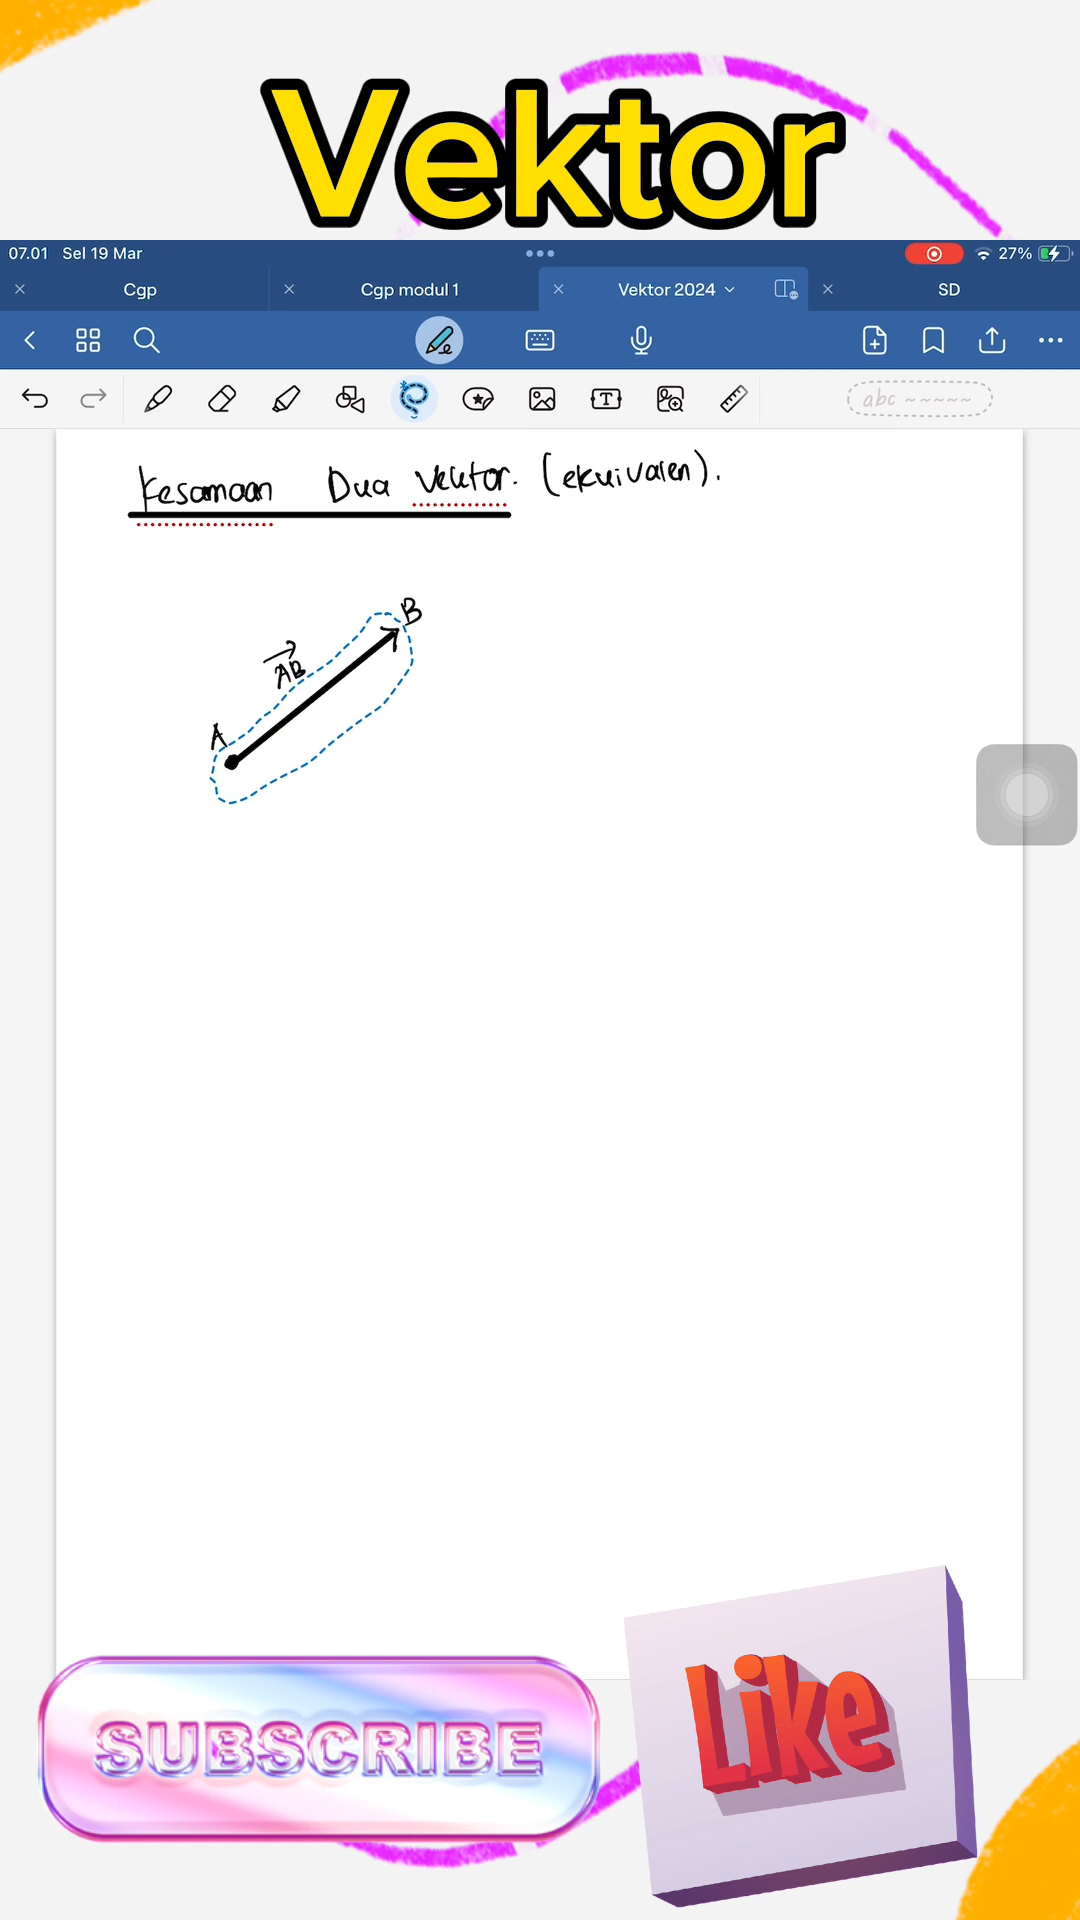 Vektor
07.01 Sel 19 Mar
27%
Cgp
Cgp modul 1
Vektor 2024
SD
abc
Kesamaan Dua Vektor. (ekuivalen).
B
AB
A
SUBSCRIBE
Like